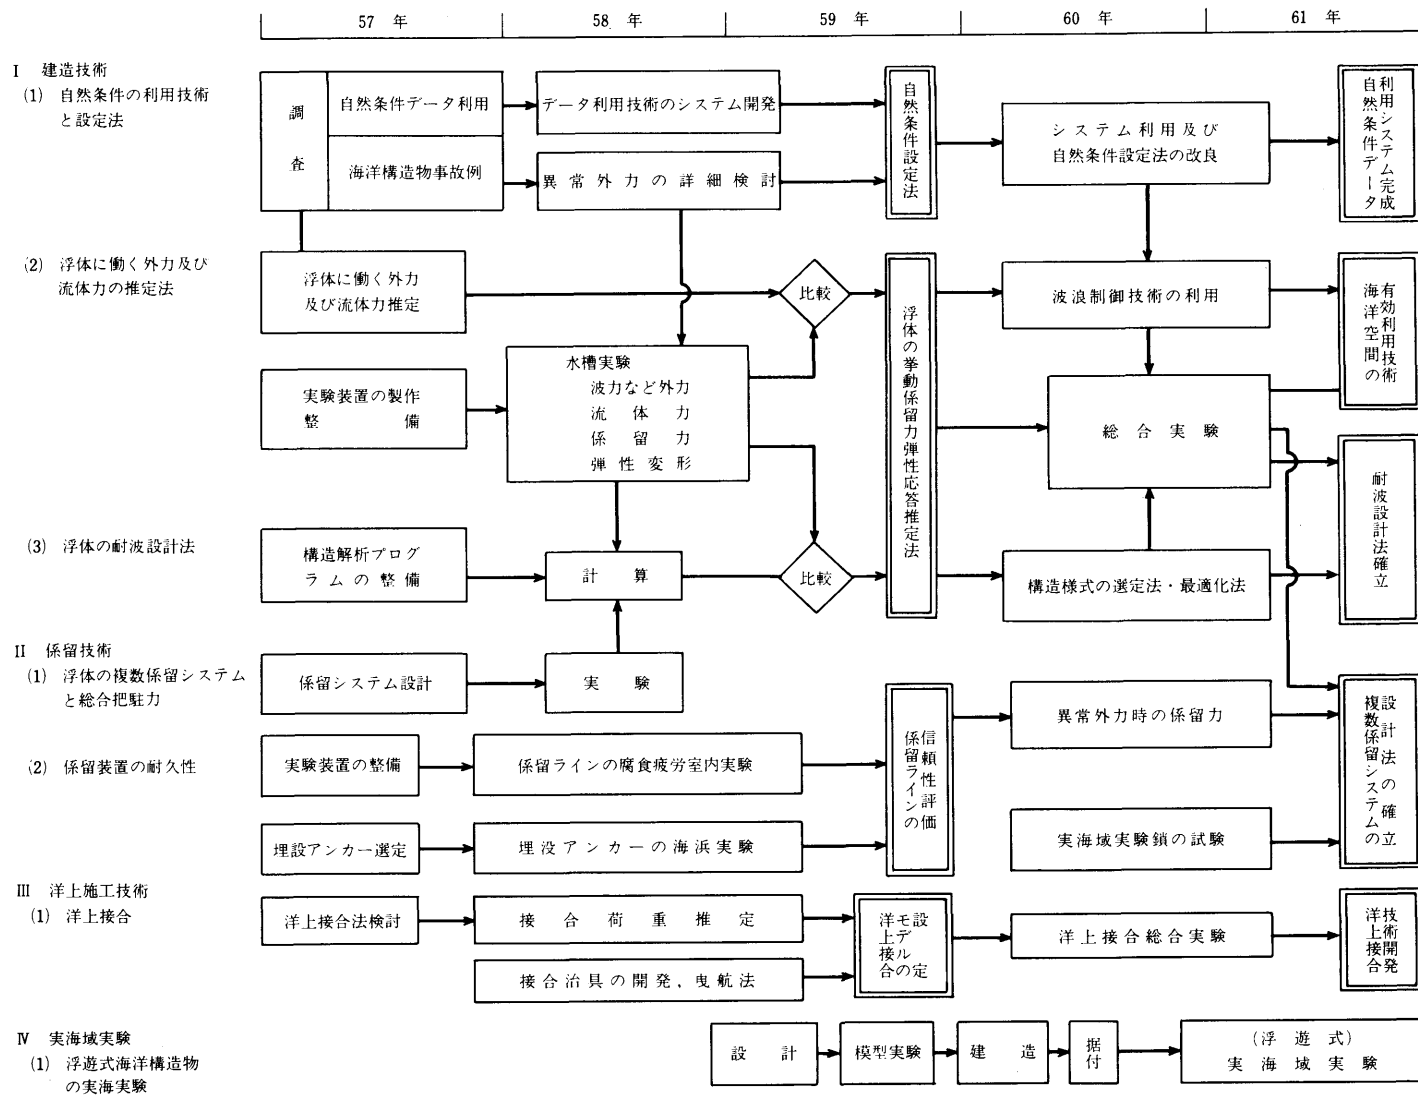 57 年
58 年
59 年
60 年
61 年
I 建造技術
(1) 自然条件の利用技術
と設定法
調査
自然条件データ利用
海洋構造物事故例
データ利用技術のシステム開発
異常外力の詳細検討
自然条件設定法
システム利用及び
自然条件設定法の改良
自然条件データ
利用システム完成
(2) 浮体に働く外力及び
流体力の推定法
浮体に働く外力
及び流体力推定
比較
浮体の挙動係留力弾性応答推定法
波浪制御技術の利用
海洋空間の
有効利用技術
実験装置の製作
整備
水槽実験
波力など外力
流体力
係留力
弾性変形
総合実験
耐波設計法確立
(3) 浮体の耐波設計法
構造解析プログ
ラムの整備
計算
比較
構造様式の選定法・最適化法
II 係留技術
(1) 浮体の複数係留システム
と総合把駐力
係留システム設計
実験
係留ラインの
信頼性評価
異常外力時の係留力
複数係留システムの
設計法の確立
(2) 係留装置の耐久性
実験装置の整備
係留ラインの腐食疲労室内実験
埋設アンカー選定
埋没アンカーの海浜実験
実海域実験鎖の試験
III 洋上施工技術
(1) 洋上接合
洋上接合法検討
接合荷重推定
接合治具の開発，曳航法
洋上接合の
モデル設定
洋上接合総合実験
洋上接合
技術開発
IV 実海域実験
(1) 浮遊式海洋構造物
の実海実験
設計
模型実験
建造
据付
(浮遊式)
実海域実験